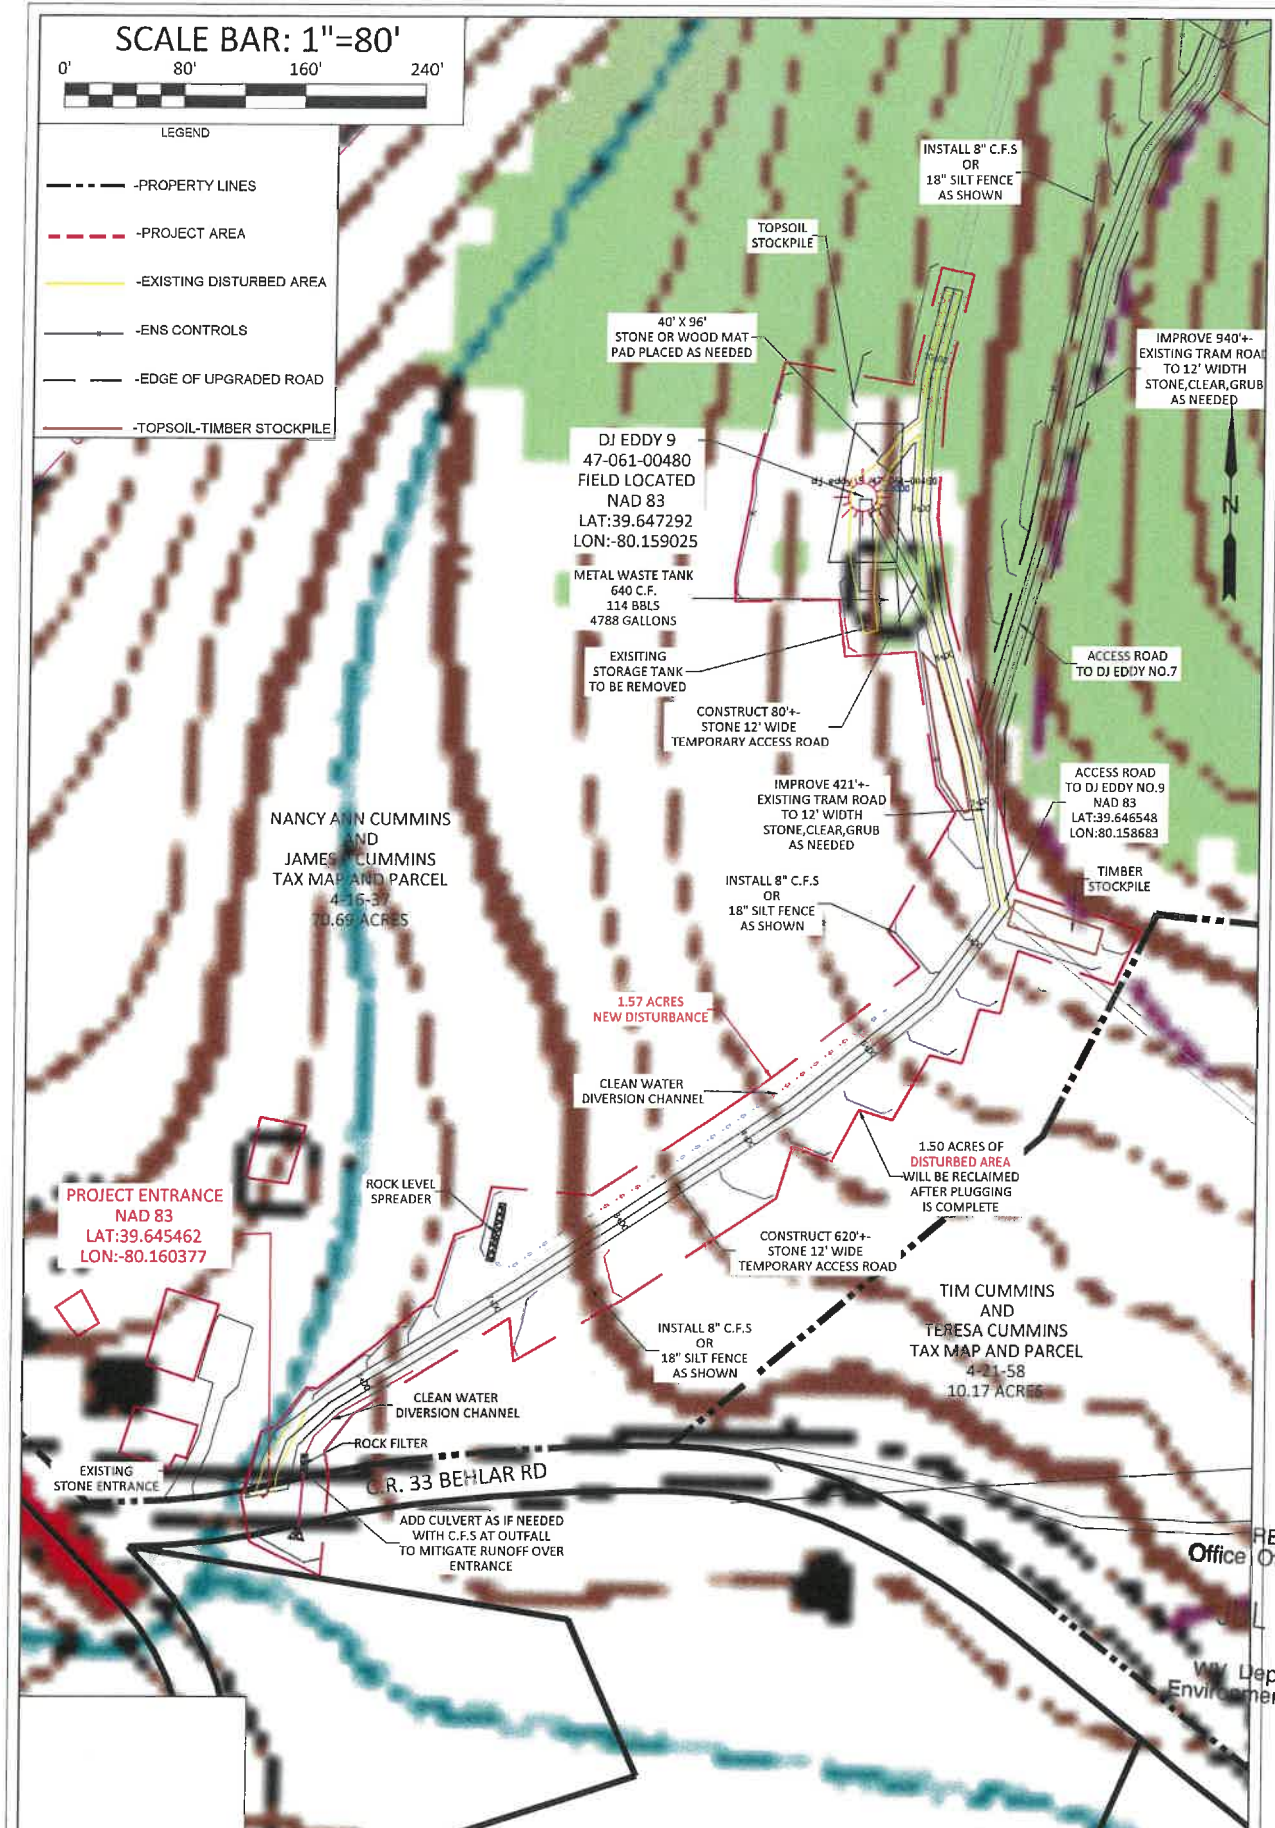 SCALE BAR: 1"=80'
0' 80' 160' 240'
LEGEND
-PROPERTY LINES
-PROJECT AREA
-EXISTING DISTURBED AREA
-ENS CONTROLS
-EDGE OF UPGRADED ROAD
-TOPSOIL-TIMBER STOCKPILE
INSTALL 8" C.F.S
OR
18" SILT FENCE
AS SHOWN
TOPSOIL
STOCKPILE
40' X 96'
STONE OR WOOD MAT
PAD PLACED AS NEEDED
IMPROVE 940'+-
EXISTING TRAM ROAD
TO 12' WIDTH
STONE,CLEAR,GRUB
AS NEEDED
N
DJ EDDY 9
47-061-00480
FIELD LOCATED
NAD 83
LAT:39.647292
LON:-80.159025
METAL WASTE TANK
640 C.F.
114 BBLS
4788 GALLONS
EXISITING
STORAGE TANK
TO BE REMOVED
ACCESS ROAD
TO DJ EDDY NO.7
CONSTRUCT 80'+-
STONE 12' WIDE
TEMPORARY ACCESS ROAD
IMPROVE 421'+-
EXISTING TRAM ROAD
TO 12' WIDTH
STONE,CLEAR,GRUB
AS NEEDED
ACCESS ROAD
TO DJ EDDY NO.9
NAD 83
LAT:39.646548
LON:80.158683
TIMBER
STOCKPILE
NANCY ANN CUMMINS
AND
JAMES CUMMINS
TAX MAP AND PARCEL
4-16-37
70.69 ACRES
INSTALL 8" C.F.S
OR
18" SILT FENCE
AS SHOWN
1.57 ACRES
NEW DISTURBANCE
CLEAN WATER
DIVERSION CHANNEL
1.50 ACRES OF
DISTURBED AREA
WILL BE RECLAIMED
AFTER PLUGGING
IS COMPLETE
ROCK LEVEL
SPREADER
PROJECT ENTRANCE
NAD 83
LAT:39.645462
LON:-80.160377
CONSTRUCT 620'+-
STONE 12' WIDE
TEMPORARY ACCESS ROAD
TIM CUMMINS
AND
TERESA CUMMINS
TAX MAP AND PARCEL
4-21-58
10.17 ACRES
INSTALL 8" C.F.S
OR
18" SILT FENCE
AS SHOWN
CLEAN WATER
DIVERSION CHANNEL
ROCK FILTER
EXISTING
STONE ENTRANCE
C.R. 33 BEHLAR RD
ADD CULVERT AS IF NEEDED
WITH C.F.S AT OUTFALL
TO MITIGATE RUNOFF OVER
ENTRANCE
RE
Office O
WV Dep
Environmen